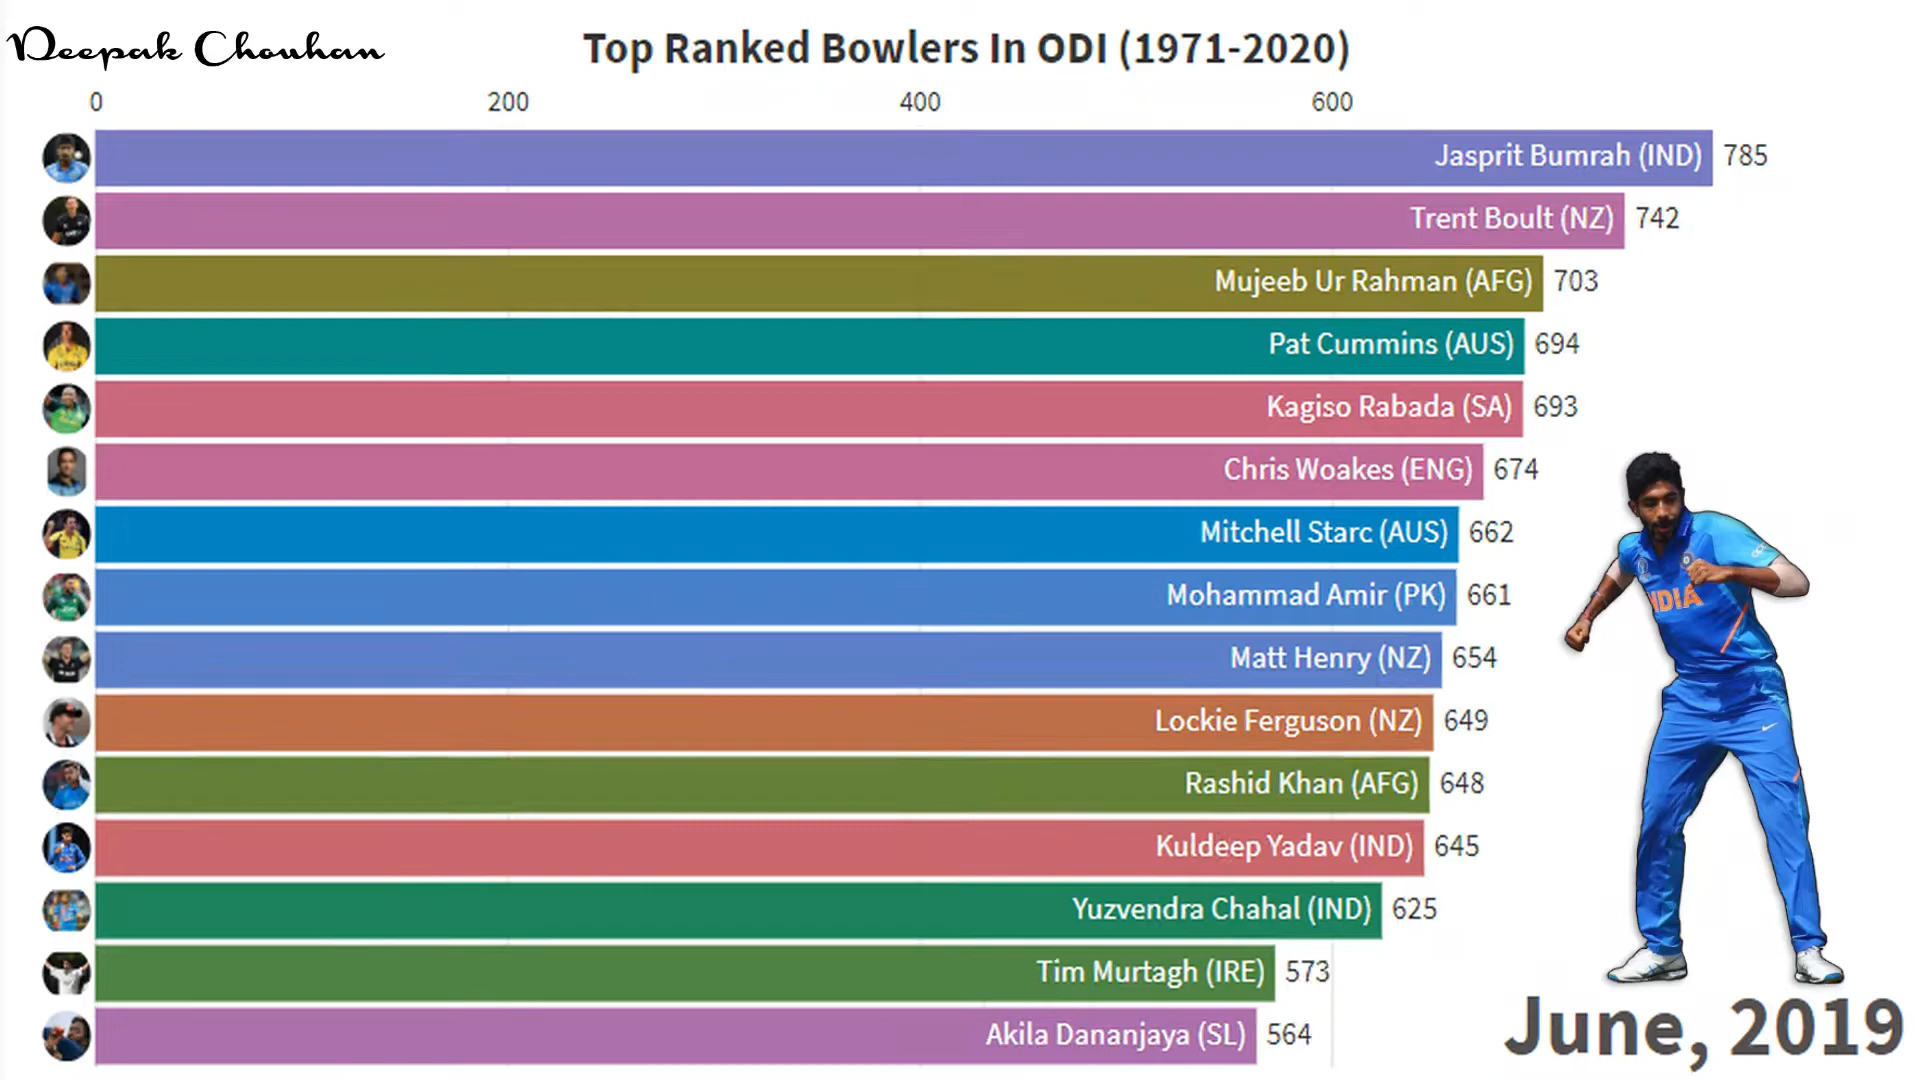 Deepak Chouhan
Top Ranked Bowlers In ODI (1971-2020)
0 200 400 600
Jasprit Bumrah (IND) 785
Trent Boult (NZ) 742
Mujeeb Ur Rahman (AFG) 703
Pat Cummins (AUS) 694
Kagiso Rabada (SA) 693
Chris Woakes (ENG) 674
Mitchell Starc (AUS) 662
Mohammad Amir (PK) 661
Matt Henry (NZ) 654
Lockie Ferguson (NZ) 649
Rashid Khan (AFG) 648
Kuldeep Yadav (IND) 645
Yuzvendra Chahal (IND) 625
Tim Murtagh (IRE) 573
Akila Dananjaya (SL) 564
NDIA
June, 2019